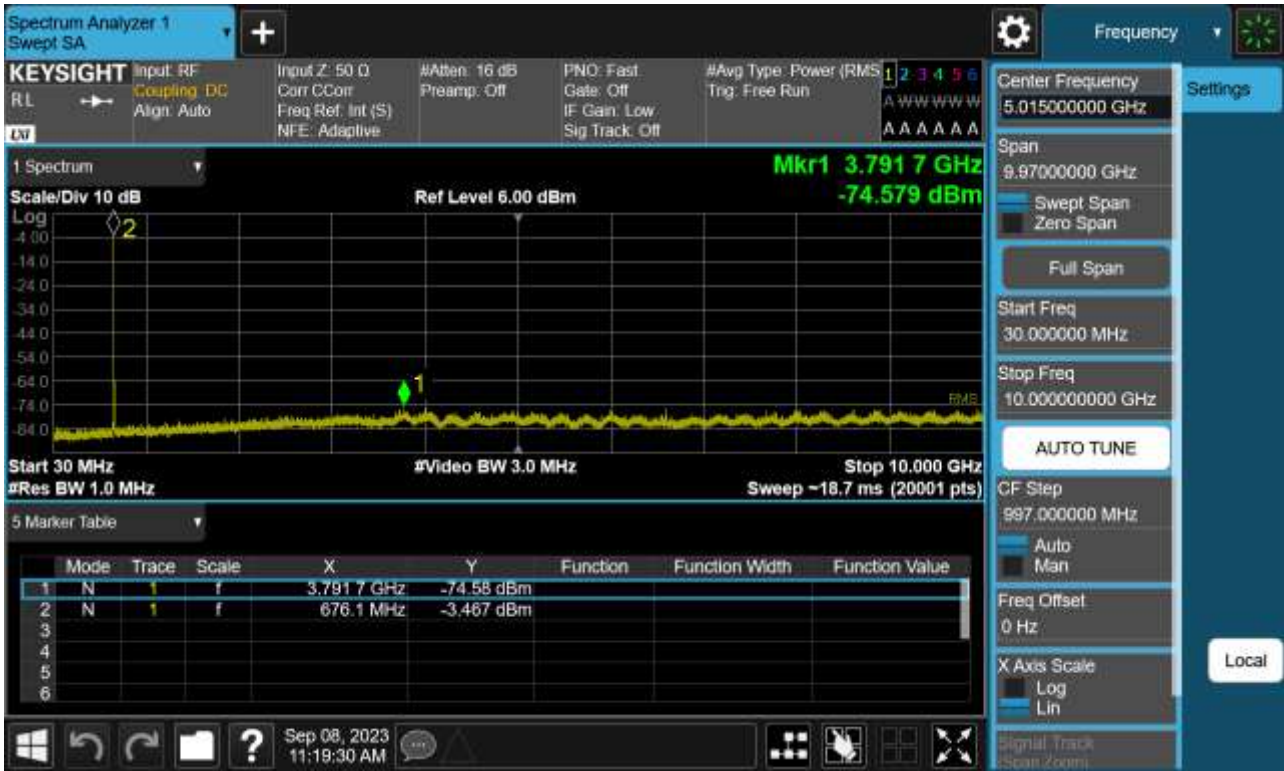 Spectrum Analyzer 1
Swept SA
+
Frequency
KEYSIGHT
RL
LXI
Input: RF
Coupling: DC
Align: Auto
Input Z: 50 Ω
Corr CCorr
Freq Ref: Int (S)
NFE: Adaptive
#Atten: 16 dB
Preamp: Off
PNO: Fast
Gate: Off
IF Gain: Low
Sig Track: Off
#Avg Type: Power (RMS
Trig: Free Run
1 2 3 4 5 6
A W W W W W
A A A A A A
Center Frequency
5.015000000 GHz
Settings
Span
9.97000000 GHz
Swept Span
Zero Span
Full Span
Start Freq
30.000000 MHz
Stop Freq
10.000000000 GHz
AUTO TUNE
CF Step
997.000000 MHz
Auto
Man
Freq Offset
0 Hz
X Axis Scale
Log
Lin
Signal Track
(Span Zoom)
Local
1 Spectrum
Mkr1 3.791 7 GHz
-74.579 dBm
Scale/Div 10 dB
Ref Level 6.00 dBm
Log
-4.00
-14.0
-24.0
-34.0
-44.0
-54.0
-64.0
-74.0
-84.0
2
1
RMS
Start 30 MHz
#Video BW 3.0 MHz
Stop 10.000 GHz
#Res BW 1.0 MHz
Sweep ~18.7 ms (20001 pts)
5 Marker Table
Mode Trace Scale X Y Function Function Width Function Value
1 N 1 f 3.791 7 GHz -74.58 dBm
2 N 1 f 676.1 MHz -3.467 dBm
3
4
5
6
?
Sep 08, 2023
11:19:30 AM